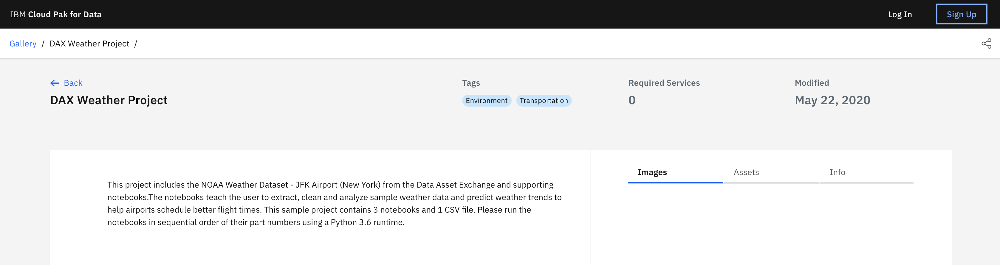 IBM Cloud Pak for Data
Log In
Sign Up
Gallery / DAX Weather Project /
Back
DAX Weather Project
Tags
Environment Transportation
Required Services
0
Modified
May 22, 2020
This project includes the NOAA Weather Dataset - JFK Airport (New York) from the Data Asset Exchange and supporting
notebooks.The notebooks teach the user to extract, clean and analyze sample weather data and predict weather trends to
help airports schedule better flight times. This sample project contains 3 notebooks and 1 CSV file. Please run the
notebooks in sequential order of their part numbers using a Python 3.6 runtime.
Images Assets Info